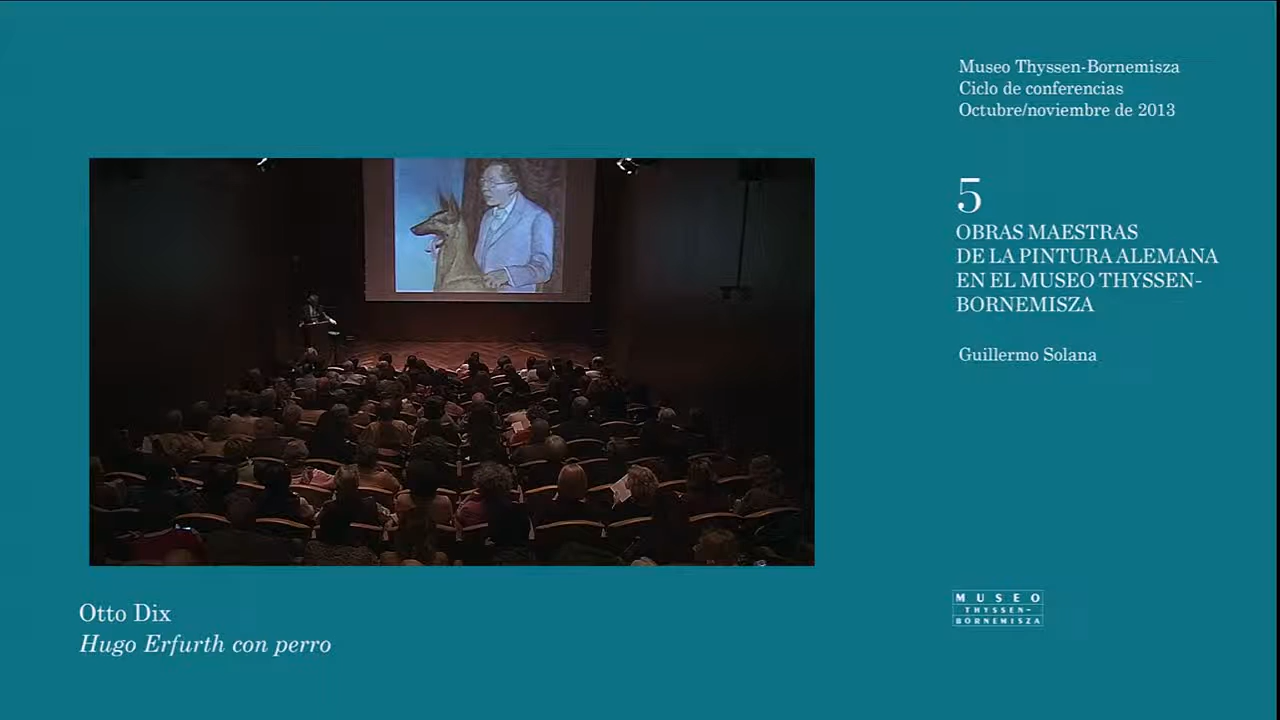 Museo Thyssen-Bornemisza
Ciclo de conferencias
Octubre/noviembre de 2013
5
OBRAS MAESTRAS
DE LA PINTURA ALEMANA
EN EL MUSEO THYSSEN-
BORNEMISZA
Guillermo Solana
Otto Dix
Hugo Erfurth con perro
MUSEO
THYSSEN-
BORNEMISZA